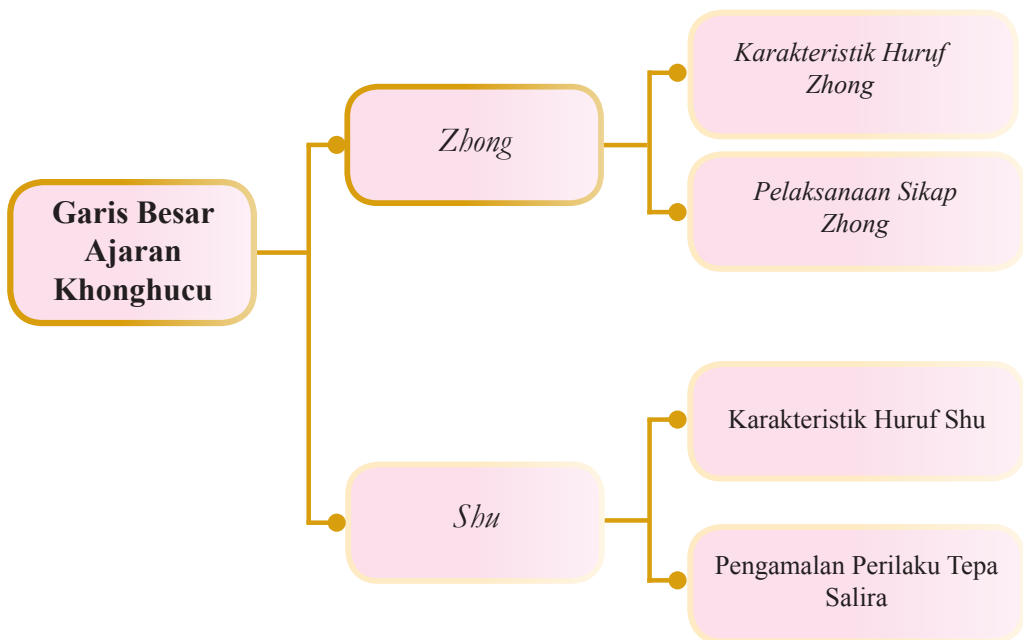 Garis Besar
Ajaran
Khonghucu
Zhong
Karakteristik Huruf
Zhong
Pelaksanaan Sikap
Zhong
Shu
Karakteristik Huruf Shu
Pengamalan Perilaku Tepa
Salira